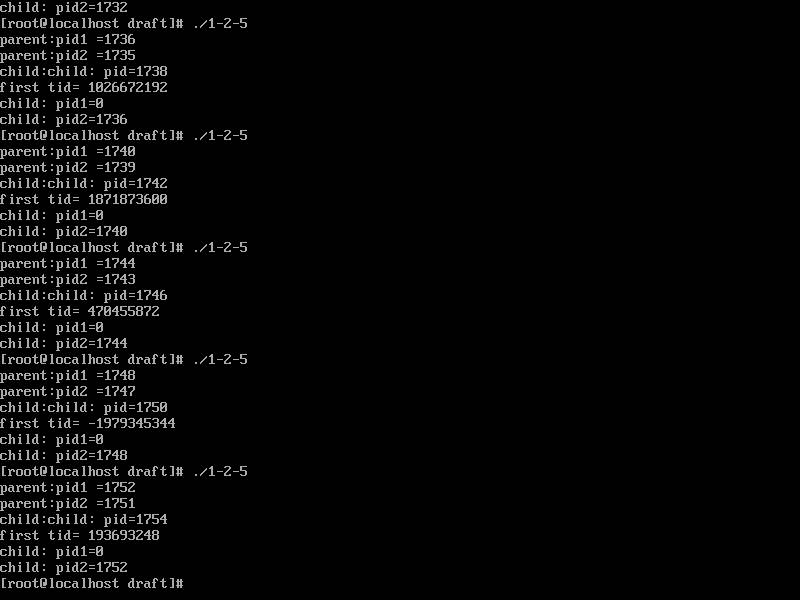 child: pid2=1732
[root@localhost draft]# ./1-2-5
parent:pid1 =1736
parent:pid2 =1735
child:child: pid=1738
first tid= 1026672192
child: pid1=0
child: pid2=1736
[root@localhost draft]# ./1-2-5
parent:pid1 =1740
parent:pid2 =1739
child:child: pid=1742
first tid= 1871873600
child: pid1=0
child: pid2=1740
[root@localhost draft]# ./1-2-5
parent:pid1 =1744
parent:pid2 =1743
child:child: pid=1746
first tid= 470455872
child: pid1=0
child: pid2=1744
[root@localhost draft]# ./1-2-5
parent:pid1 =1748
parent:pid2 =1747
child:child: pid=1750
first tid= -1979345344
child: pid1=0
child: pid2=1748
[root@localhost draft]# ./1-2-5
parent:pid1 =1752
parent:pid2 =1751
child:child: pid=1754
first tid= 193693248
child: pid1=0
child: pid2=1752
[root@localhost draft]#